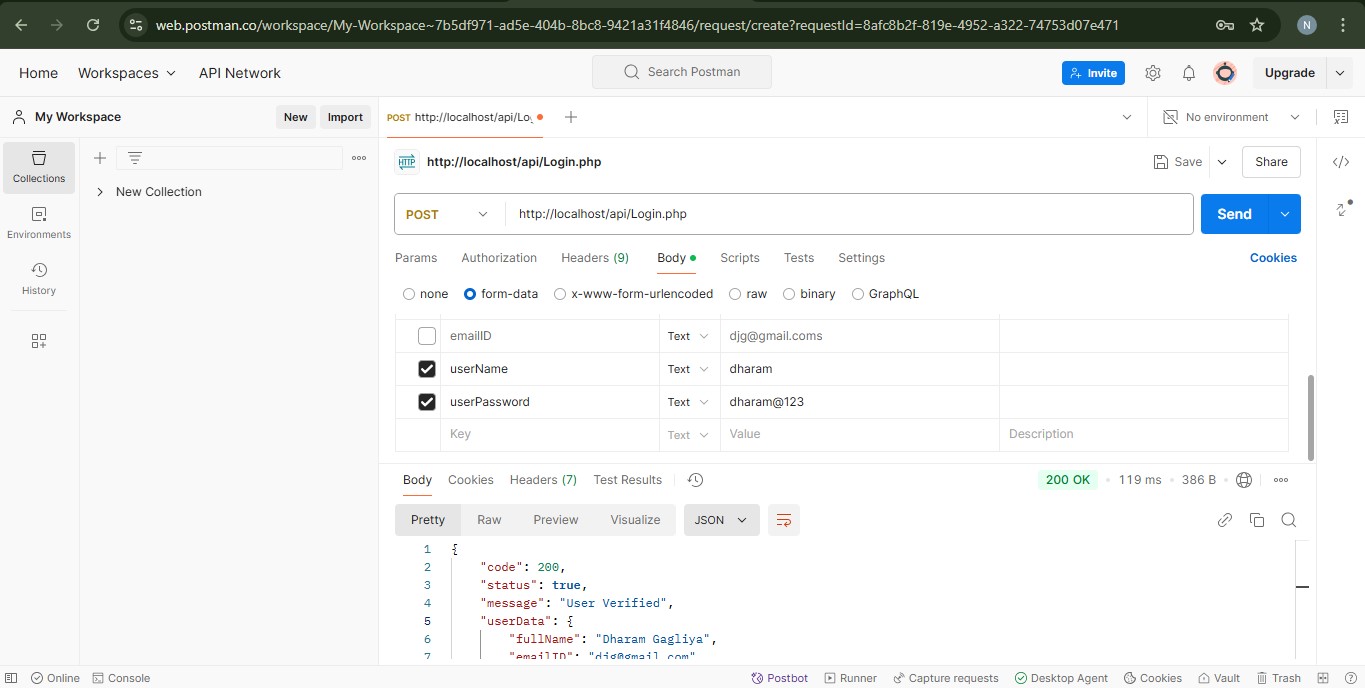 web.postman.co/workspace/My-Workspace~7b5df971-ad5e-404b-8bc8-9421a31f4846/request/create?requestId=8afc8b2f-819e-4952-a322-74753d07e471
N
Home Workspaces API Network
Search Postman
Invite
Upgrade
My Workspace
New Import
POST http://localhost/api/Lo
No environment
Collections
New Collection
Environments
History
HTTP http://localhost/api/Login.php
Save Share
POST http://localhost/api/Login.php
Send
Params Authorization Headers (9) Body Scripts Tests Settings Cookies
none form-data x-www-form-urlencoded raw binary GraphQL
emailID Text djg@gmail.coms
userName Text dharam
userPassword Text dharam@123
Key Text Value Description
Body Cookies Headers (7) Test Results
200 OK 119 ms 386 B
Pretty Raw Preview Visualize JSON
1 {
2 "code": 200,
3 "status": true,
4 "message": "User Verified",
5 "userData": {
6 "fullName": "Dharam Gagliya",
7 "emailID": "djg@gmail.com"
Online Console Postbot Runner Capture requests Desktop Agent Cookies Vault Trash